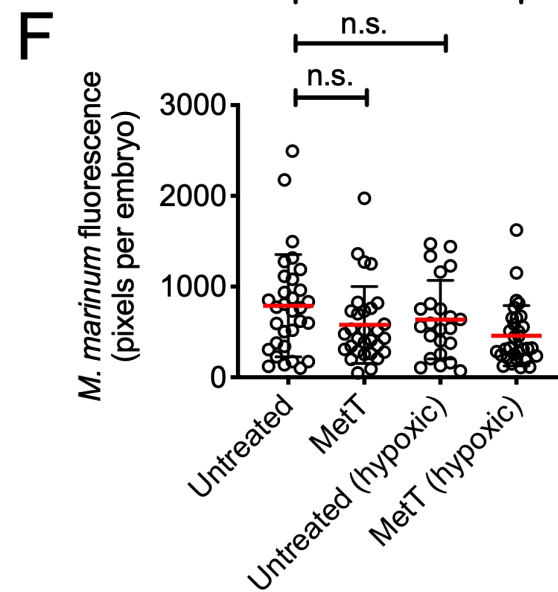 F
n.s.
n.s.
M. marinum fluorescence
(pixels per embryo)
3000
2000
1000
0
Untreated
MetT
Untreated (hypoxic)
MetT (hypoxic)